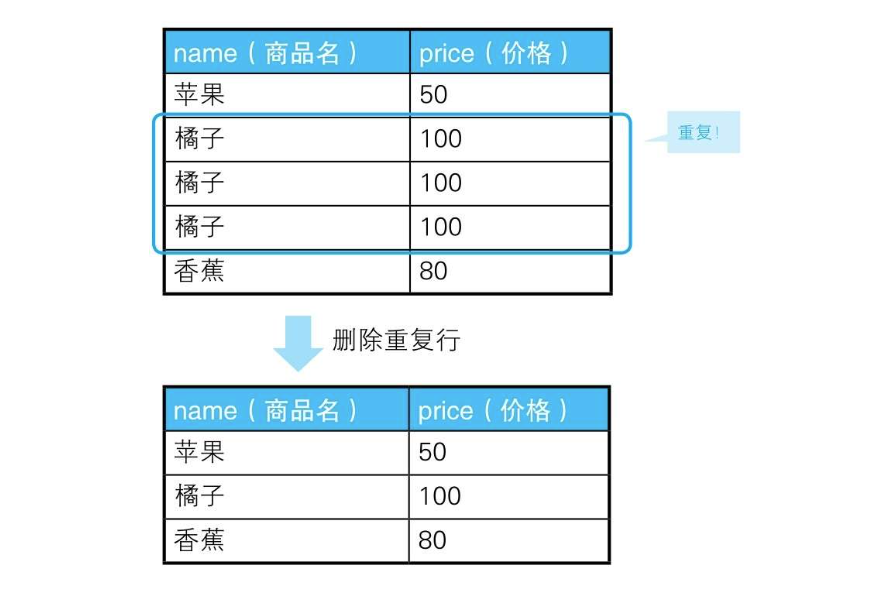 name（商品名） price（价格）
苹果 50
橘子 100
重复！
橘子 100
橘子 100
香蕉 80
删除重复行
name（商品名） price（价格）
苹果 50
橘子 100
香蕉 80